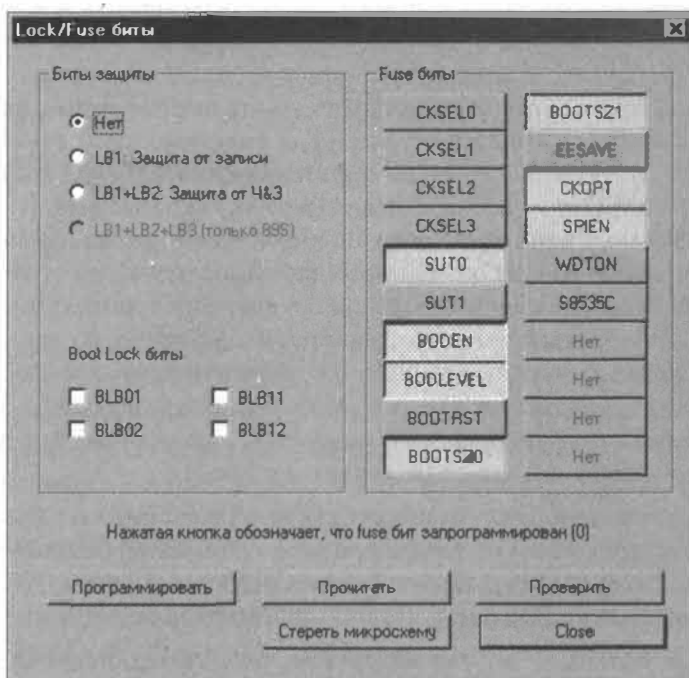 Lock/Fuse биты
Биты защиты
Нет
LB1: Защита от записи
LB1+LB2: Защита от Ч&З
LB1+LB2+LB3 (только 89S)
Boot Lock биты
BLB01
BLB11
BLB02
BLB12
Fuse биты
CKSEL0
BOOTSZ1
CKSEL1
EESAVE
CKSEL2
CKOPT
CKSEL3
SPIEN
SUT0
WDTON
SUT1
S8535C
BODEN
Нет
BODLEVEL
Нет
BOOTRST
Нет
BOOTSZ0
Нет
Нажатая кнопка обозначает, что fuse бит запрограммирован (0)
Программировать
Прочитать
Проверить
Стереть микросхему
Close